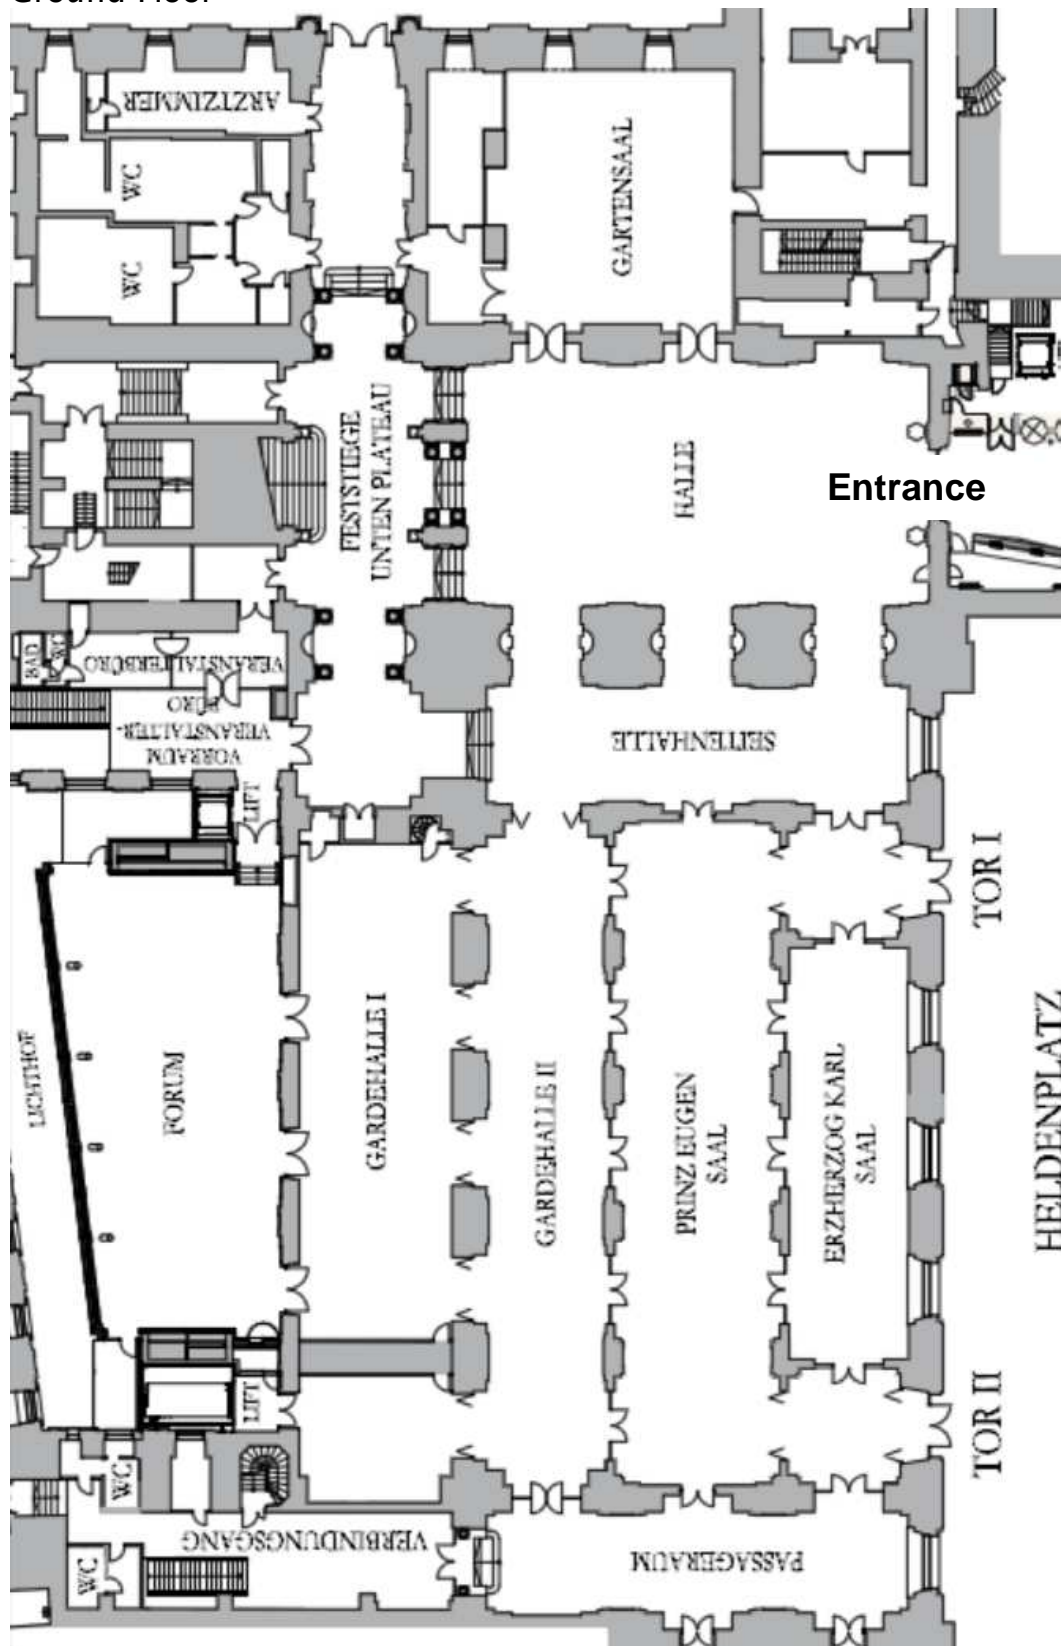 Ground Floor
ARZTZIMMER
WC
WC
GARTENSAAL
FESTSTIEGE
UNTEN PLATEAU
HALLE
Entrance
BAD
WC
VERANSTALTERBÜRO
VORRAUM
VERANSTALTER-
BÜRO
LIFT
SEITENHALLE
TOR I
LICHTHOF
FORUM
GARDEHALLE I
GARDEHALLE II
PRINZ EUGEN
SAAL
ERZHERZOG KARL
SAAL
HELDENPLATZ
LIFT
TOR II
WC
VERBINDUNGSGANG
WC
PASSAGERAUM